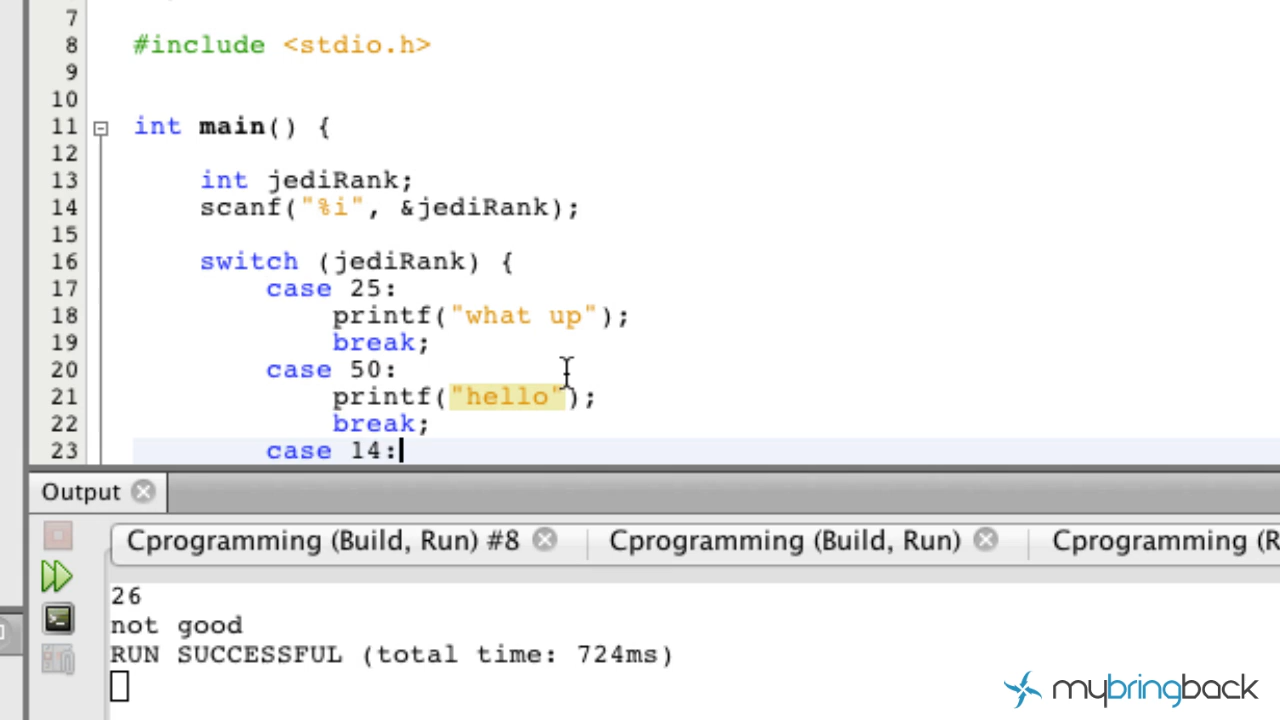 7
8 #include <stdio.h>
9
10
11 int main() {
12
13 int jediRank;
14 scanf("%i", &jediRank);
15
16 switch (jediRank) {
17 case 25:
18 printf("what up");
19 break;
20 case 50:
21 printf("hello");
22 break;
23 case 14:
Output
Cprogramming (Build, Run) #8 Cprogramming (Build, Run) Cprogramming (R
26
not good
RUN SUCCESSFUL (total time: 724ms)
mybringback